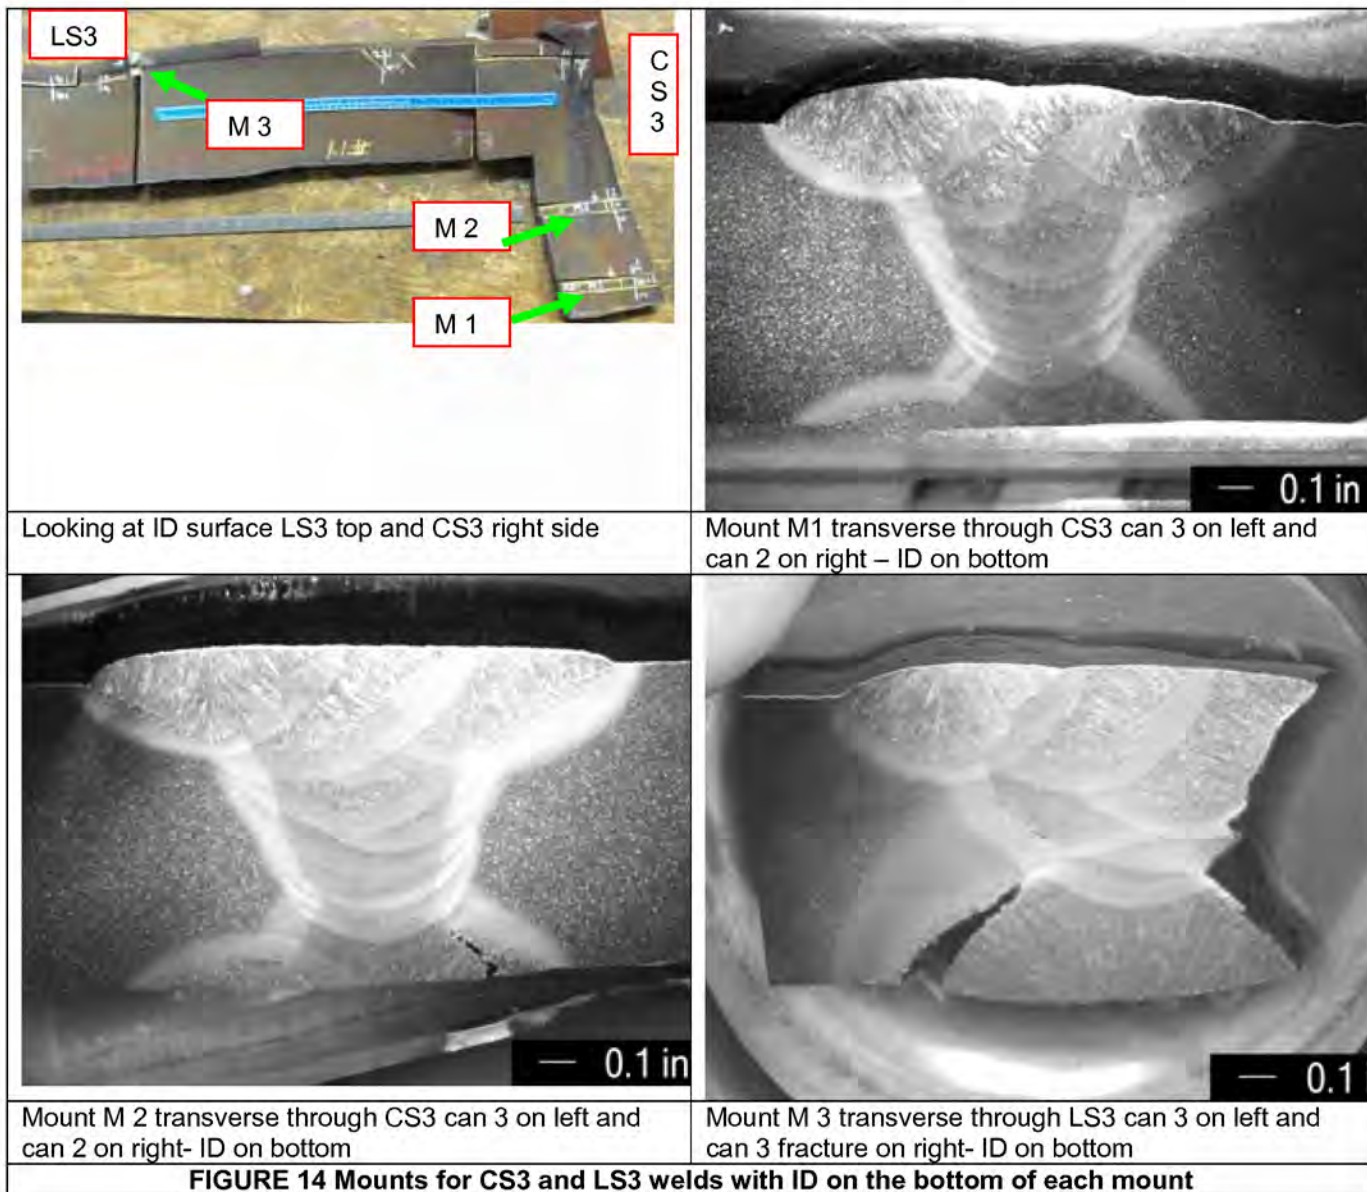 LS3
C
S
3
M 3
M 2
M 1
0.1 in
Looking at ID surface LS3 top and CS3 right side
Mount M1 transverse through CS3 can 3 on left and
can 2 on right – ID on bottom
0.1 in
0.1
Mount M 2 transverse through CS3 can 3 on left and
can 2 on right- ID on bottom
Mount M 3 transverse through LS3 can 3 on left and
can 3 fracture on right- ID on bottom
FIGURE 14 Mounts for CS3 and LS3 welds with ID on the bottom of each mount